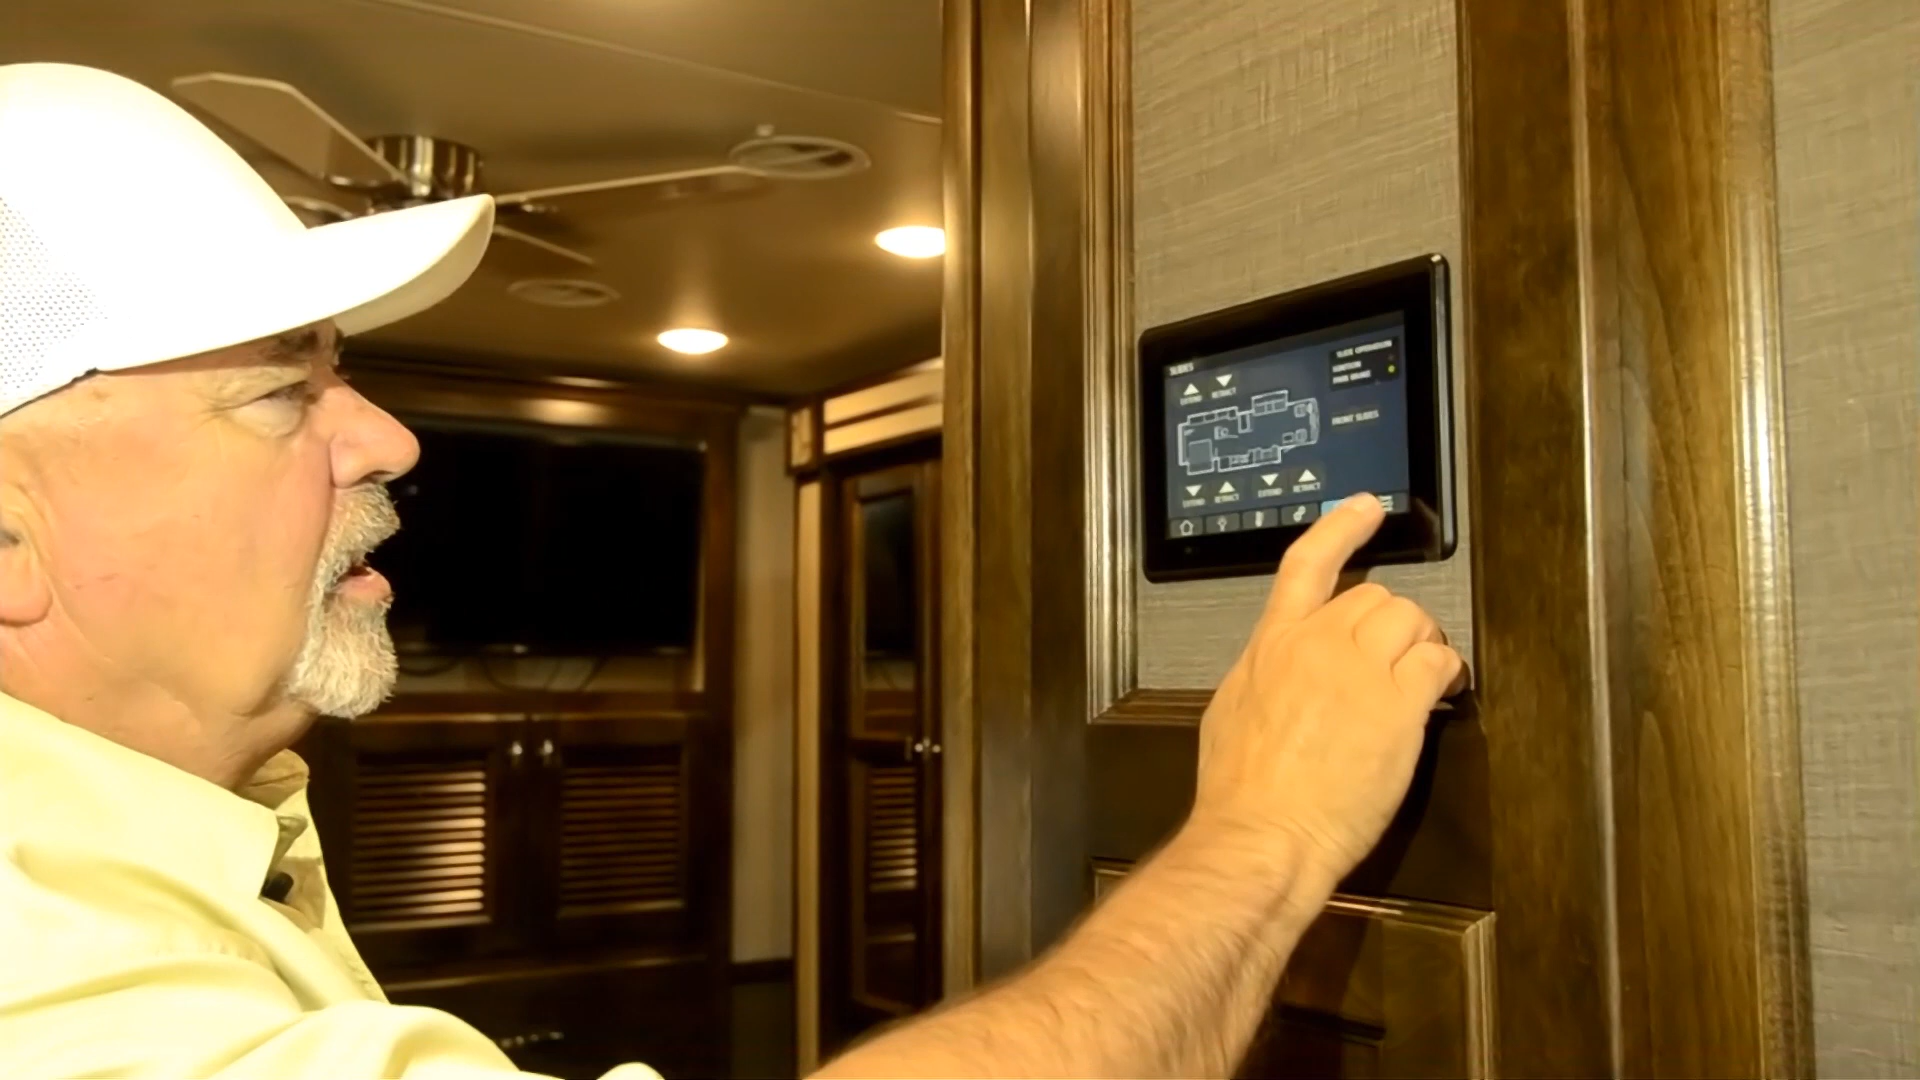 SLIDES
SLIDE OPERATION
IGNITION
PARK BRAKE
EXTEND RETRACT
FRONT SLIDES
EXTEND RETRACT EXTEND RETRACT